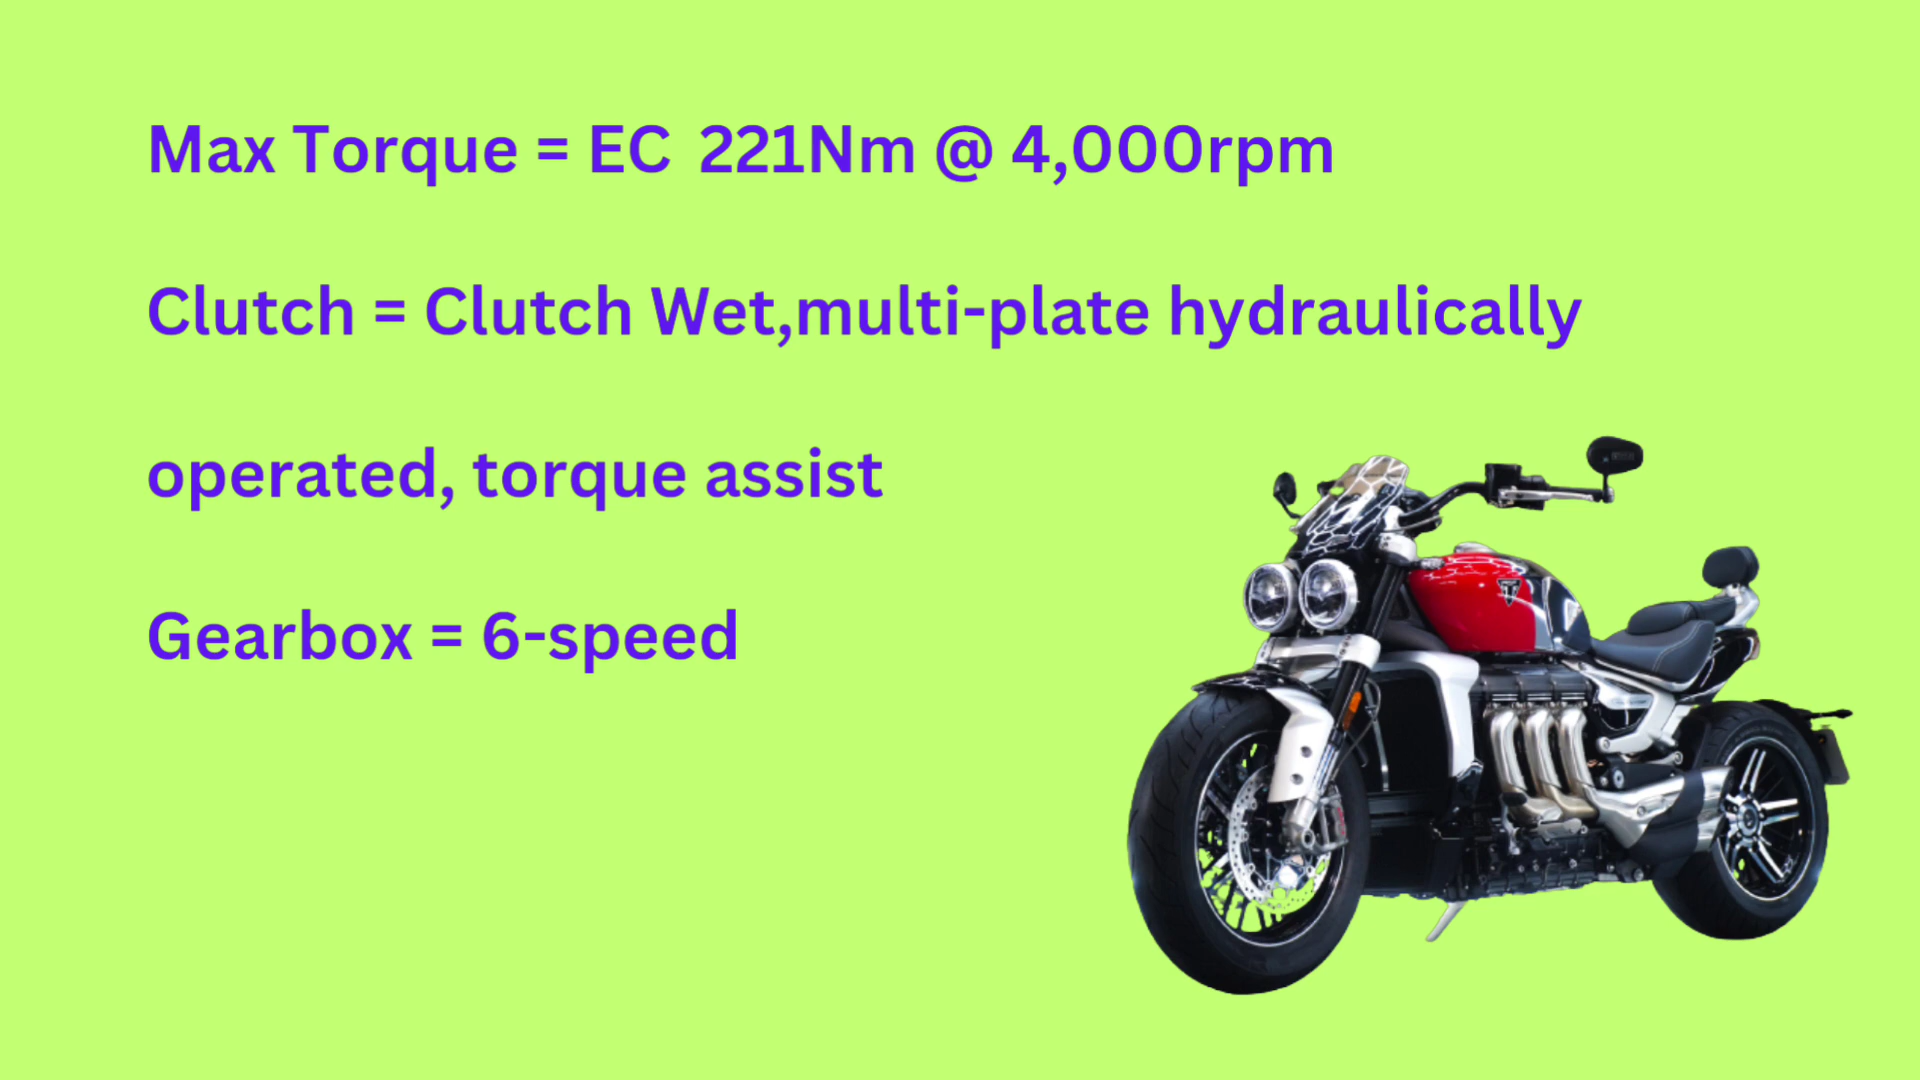 Max Torque = EC  221Nm @ 4,000rpm
Clutch = Clutch Wet,multi-plate hydraulically
operated, torque assist
Gearbox = 6-speed